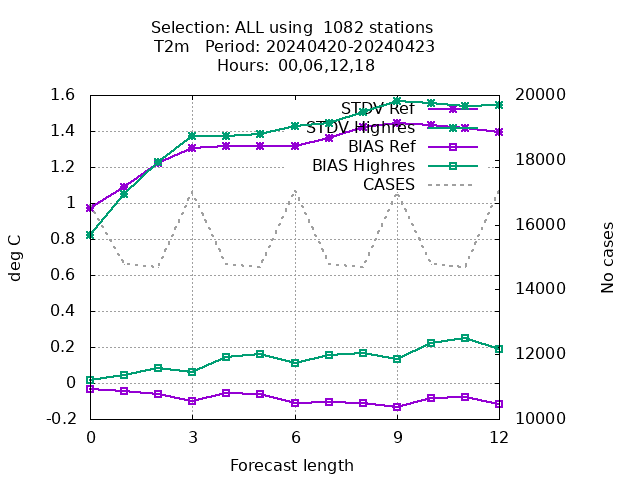 Selection: ALL using  1082 stations
T2m   Period: 20240420-20240423
Hours:  00,06,12,18
1.6
1.4
1.2
1
0.8
0.6
0.4
0.2
0
-0.2
deg C
STDV Ref
STDV Highres
BIAS Ref
BIAS Highres
CASES
20000
18000
16000
14000
12000
10000
No cases
0 3 6 9 12
Forecast length